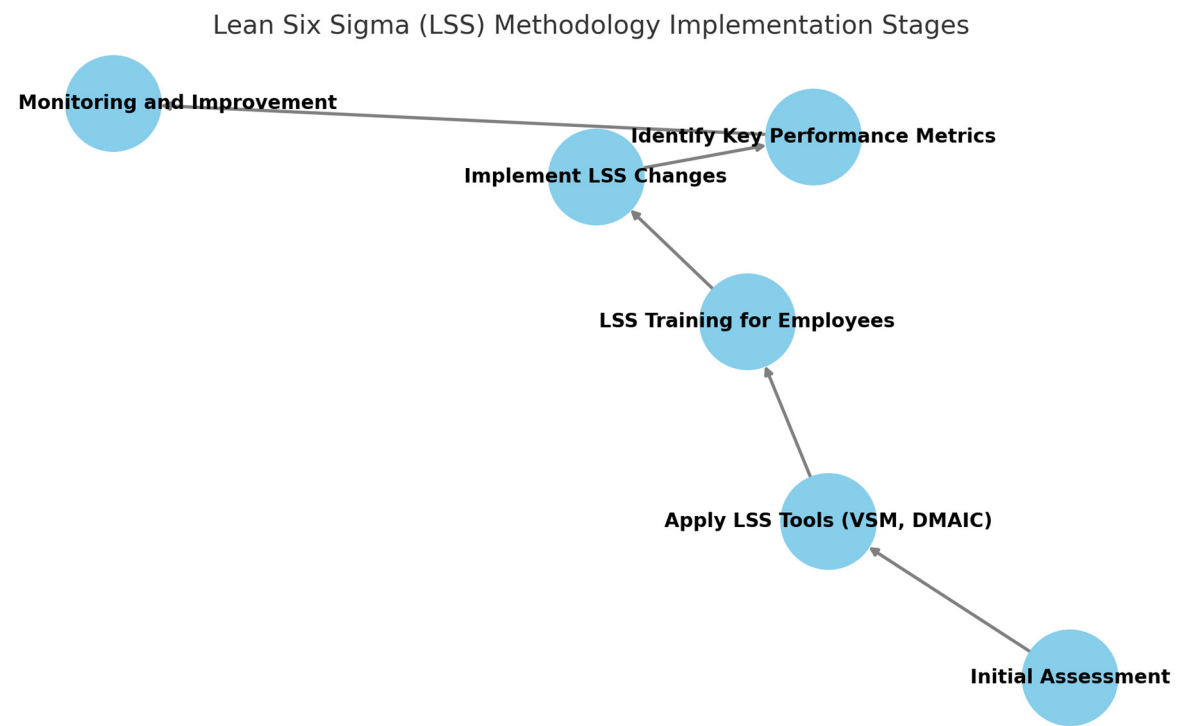 Lean Six Sigma (LSS) Methodology Implementation Stages
Monitoring and Improvement
Identify Key Performance Metrics
Implement LSS Changes
LSS Training for Employees
Apply LSS Tools (VSM, DMAIC)
Initial Assessment